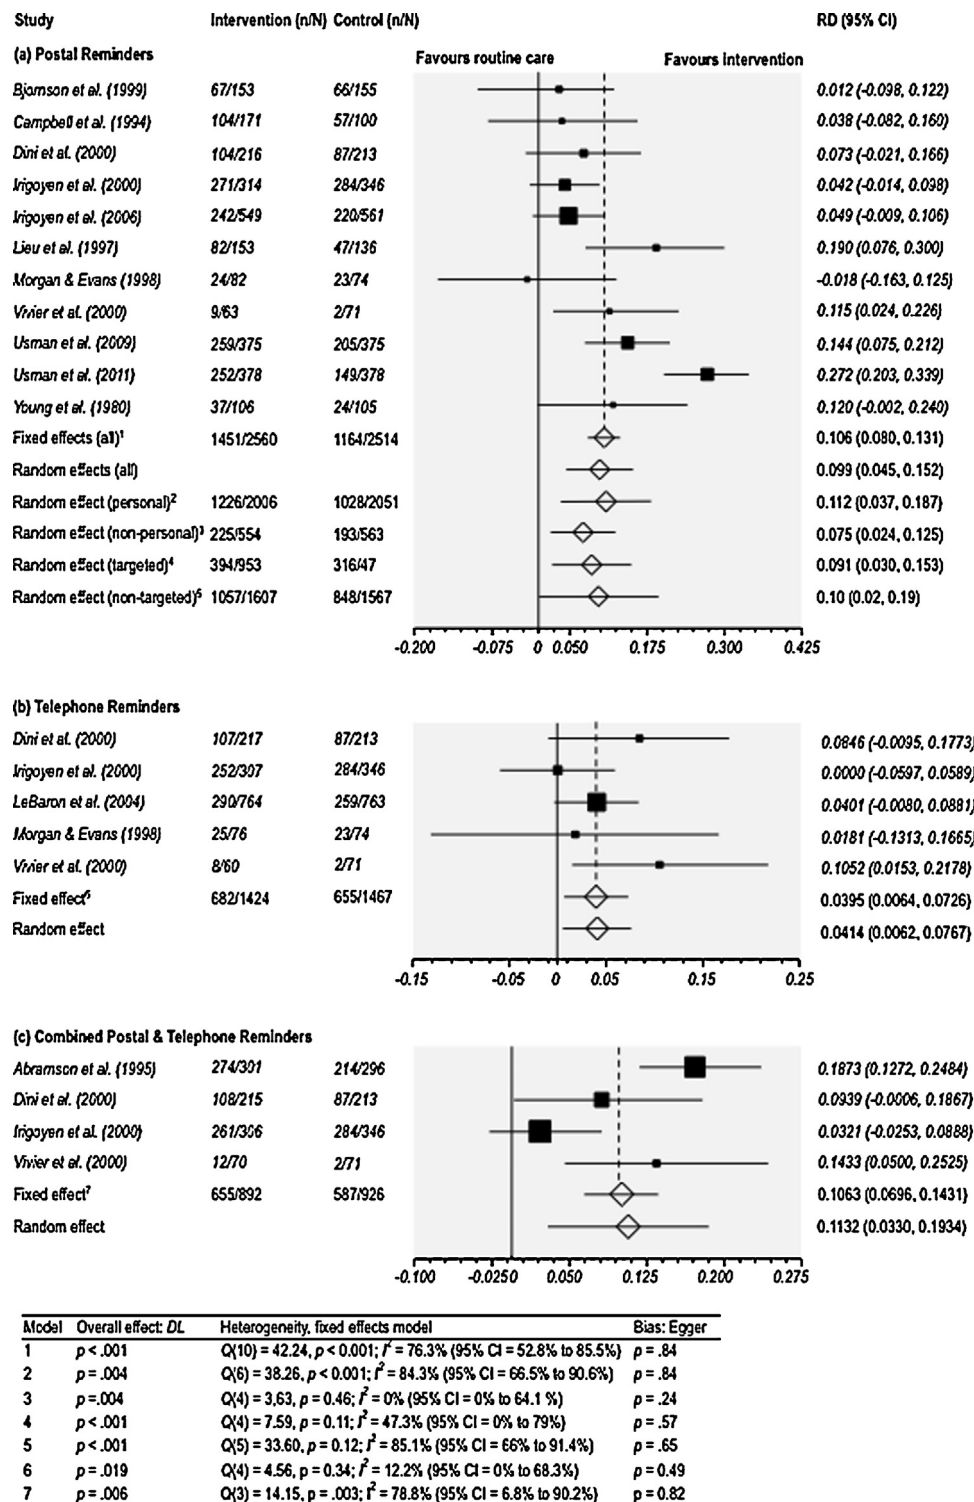 Study Intervention (n/N) Control (n/N) RD (95% CI)
(a) Postal Reminders Favours routine care Favours intervention
Bjornson et al. (1999) 67/153 66/155 0.012 (-0.098, 0.122)
Campbell et al. (1994) 104/171 57/100 0.038 (-0.082, 0.160)
Dini et al. (2000) 104/216 87/213 0.073 (-0.021, 0.166)
Irigoyen et al. (2000) 271/314 284/346 0.042 (-0.014, 0.098)
Irigoyen et al. (2006) 242/549 220/561 0.049 (-0.009, 0.106)
Lieu et al. (1997) 82/153 47/136 0.190 (0.076, 0.300)
Morgan & Evans (1998) 24/82 23/74 -0.018 (-0.163, 0.125)
Vivier et al. (2000) 9/63 2/71 0.115 (0.024, 0.226)
Usman et al. (2009) 259/375 205/375 0.144 (0.075, 0.212)
Usman et al. (2011) 252/378 149/378 0.272 (0.203, 0.339)
Young et al. (1980) 37/106 24/105 0.120 (-0.002, 0.240)
Fixed effects (all)1 1451/2560 1164/2514 0.106 (0.080, 0.131)
Random effects (all) 0.099 (0.045, 0.152)
Random effect (personal)2 1226/2006 1028/2051 0.112 (0.037, 0.187)
Random effect (non-personal)3 225/554 193/563 0.075 (0.024, 0.125)
Random effect (targeted)4 394/953 316/47 0.091 (0.030, 0.153)
Random effect (non-targeted)5 1057/1607 848/1567 0.10 (0.02, 0.19)
-0.200 -0.075 0 0.050 0.175 0.300 0.425
(b) Telephone Reminders
Dini et al. (2000) 107/217 87/213 0.0846 (-0.0095, 0.1773)
Irigoyen et al. (2000) 252/307 284/346 0.0000 (-0.0597, 0.0589)
LeBaron et al. (2004) 290/764 259/763 0.0401 (-0.0080, 0.0881)
Morgan & Evans (1998) 25/76 23/74 0.0181 (-0.1313, 0.1665)
Vivier et al. (2000) 8/60 2/71 0.1052 (0.0153, 0.2178)
Fixed effect6 682/1424 655/1467 0.0395 (0.0064, 0.0726)
Random effect 0.0414 (0.0062, 0.0767)
-0.15 -0.05 0 0.05 0.15 0.25
(c) Combined Postal & Telephone Reminders
Abramson et al. (1995) 274/301 214/296 0.1873 (0.1272, 0.2484)
Dini et al. (2000) 108/215 87/213 0.0939 (-0.0006, 0.1867)
Irigoyen et al. (2000) 261/306 284/346 0.0321 (-0.0253, 0.0888)
Vivier et al. (2000) 12/70 2/71 0.1433 (0.0500, 0.2525)
Fixed effect7 655/892 587/926 0.1063 (0.0696, 0.1431)
Random effect 0.1132 (0.0330, 0.1934)
-0.100 -0.0250 0.050 0.125 0.200 0.275
Model Overall effect: DL Heterogeneity, fixed effects model Bias: Egger
1 p < .001 Q(10) = 42.24, p < 0.001; I2 = 76.3% (95% CI = 52.8% to 85.5%) p = .84
2 p = .004 Q(6) = 38.26, p < 0.001; I2 = 84.3% (95% CI = 66.5% to 90.6%) p = .84
3 p =.004 Q(4) = 3,63, p = 0.46; I2 = 0% (95% CI = 0% to 64.1 %) p = .24
4 p < .001 Q(4) = 7.59, p = 0.11; I2 = 47.3% (95% CI = 0% to 79%) p = .57
5 p < .001 Q(5) = 33.60, p = 0.12; I2 = 85.1% (95% CI = 66% to 91.4%) p = .65
6 p = .019 Q(4) = 4.56, p = 0.34; I2 = 12.2% (95% CI = 0% to 68.3%) p = 0.49
7 p = .006 Q(3) = 14.15, p = .003; I2 = 78.8% (95% CI = 6.8% to 90.2%) p = 0.82